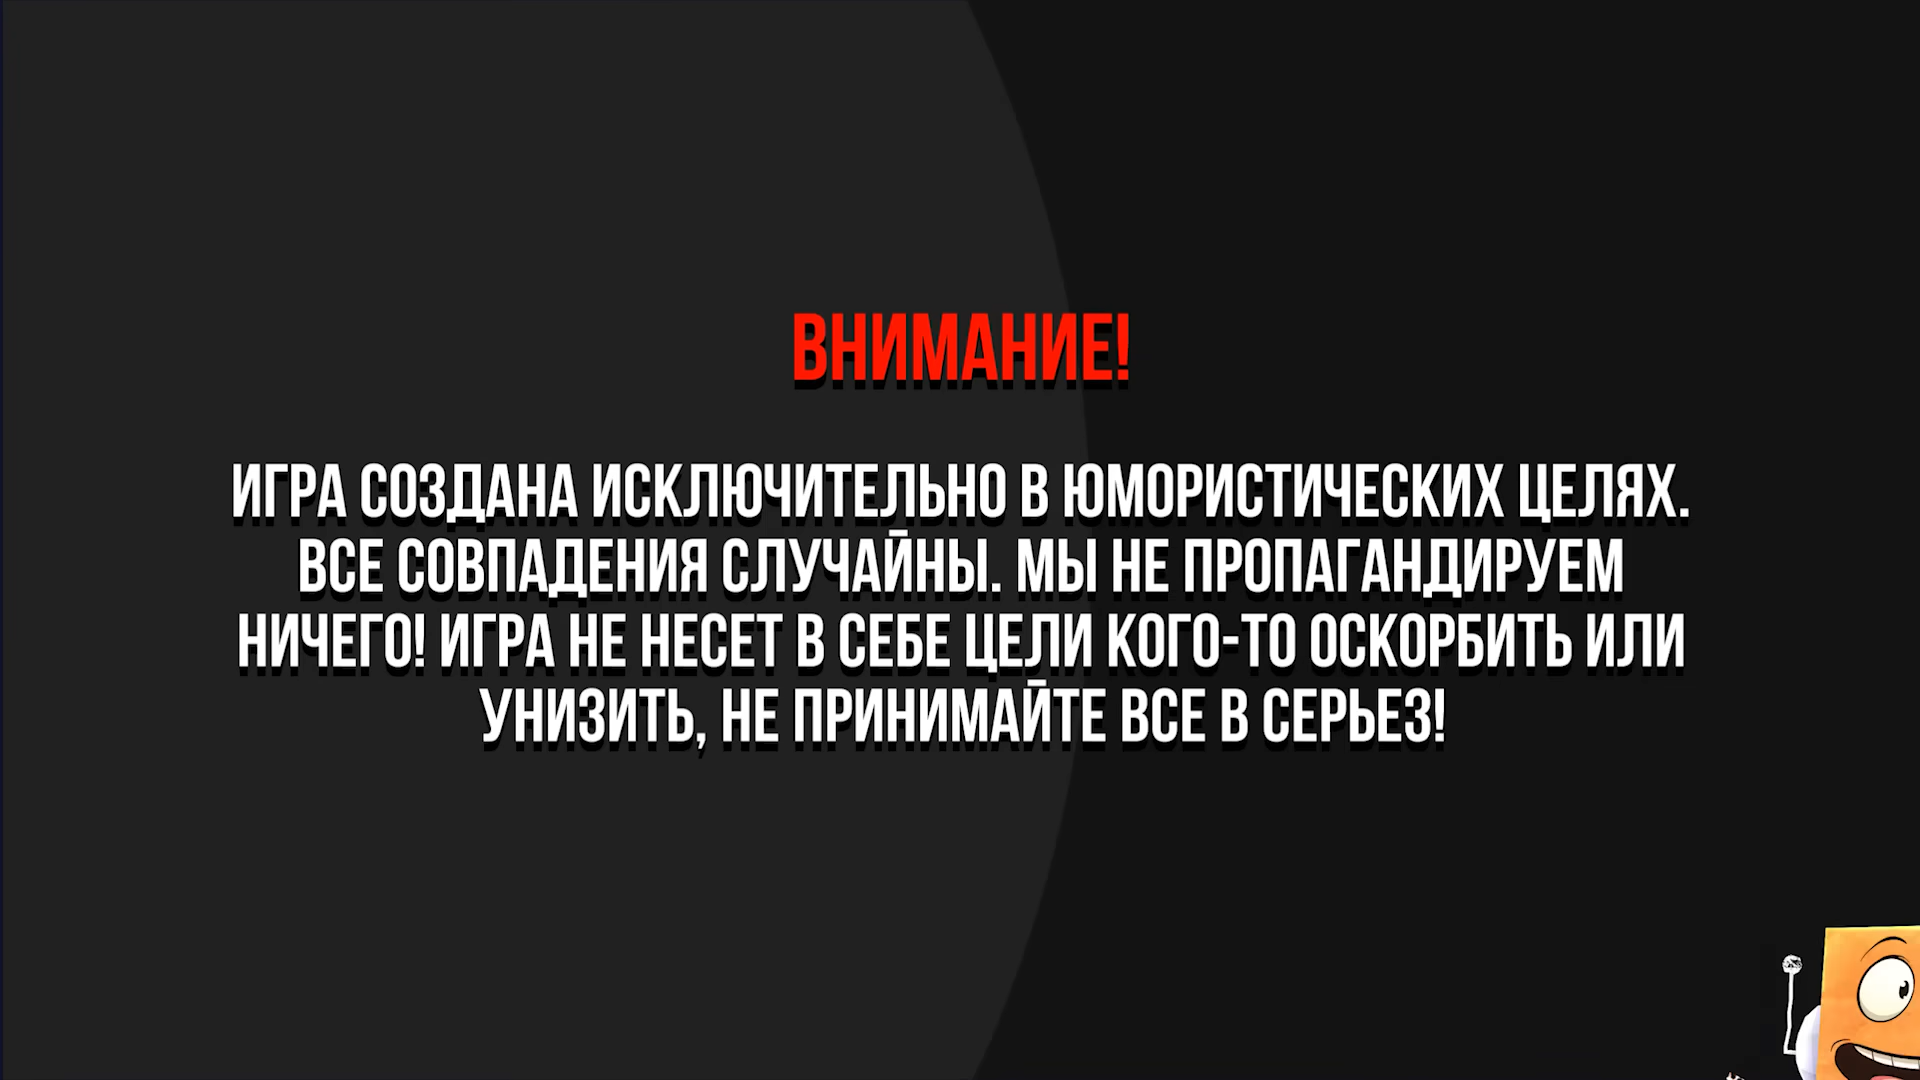 ВНИМАНИЕ!
ИГРА СОЗДАНА ИСКЛЮЧИТЕЛЬНО В ЮМОРИСТИЧЕСКИХ ЦЕЛЯХ.
ВСЕ СОВПАДЕНИЯ СЛУЧАЙНЫ. МЫ НЕ ПРОПАГАНДИРУЕМ
НИЧЕГО! ИГРА НЕ НЕСЕТ В СЕБЕ ЦЕЛИ КОГО-ТО ОСКОРБИТЬ ИЛИ
УНИЗИТЬ, НЕ ПРИНИМАЙТЕ ВСЕ В СЕРЬЕЗ!